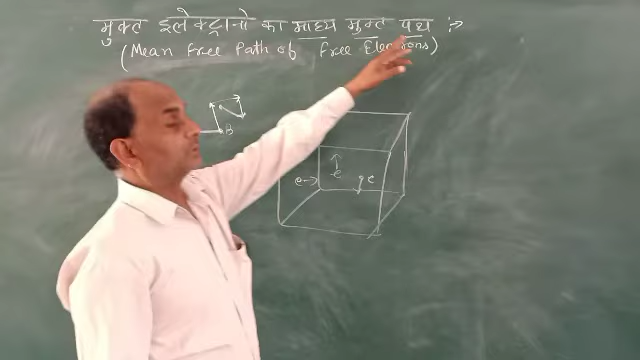 मुक्त इलेक्ट्रानो का माध्य मुक्त पथ :→
(Mean free Path of free Electrons)
B
e→ e e